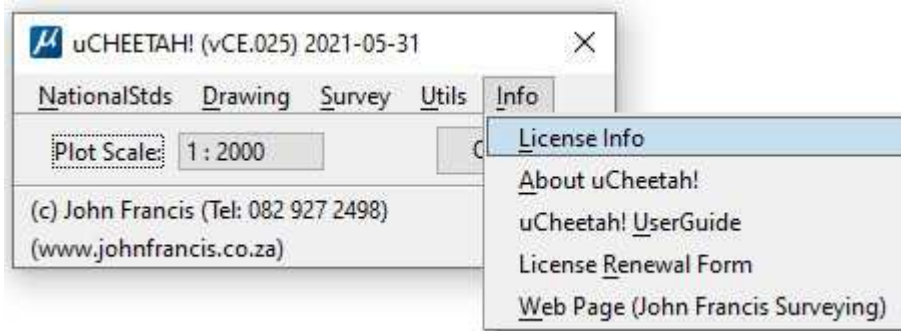 uCHEETAH! (vCE.025) 2021-05-31
NationalStds Drawing Survey Utils Info
Plot Scale: 1 : 2000
License Info
About uCheetah!
uCheetah! UserGuide
License Renewal Form
Web Page (John Francis Surveying)
(c) John Francis (Tel: 082 927 2498)
(www.johnfrancis.co.za)